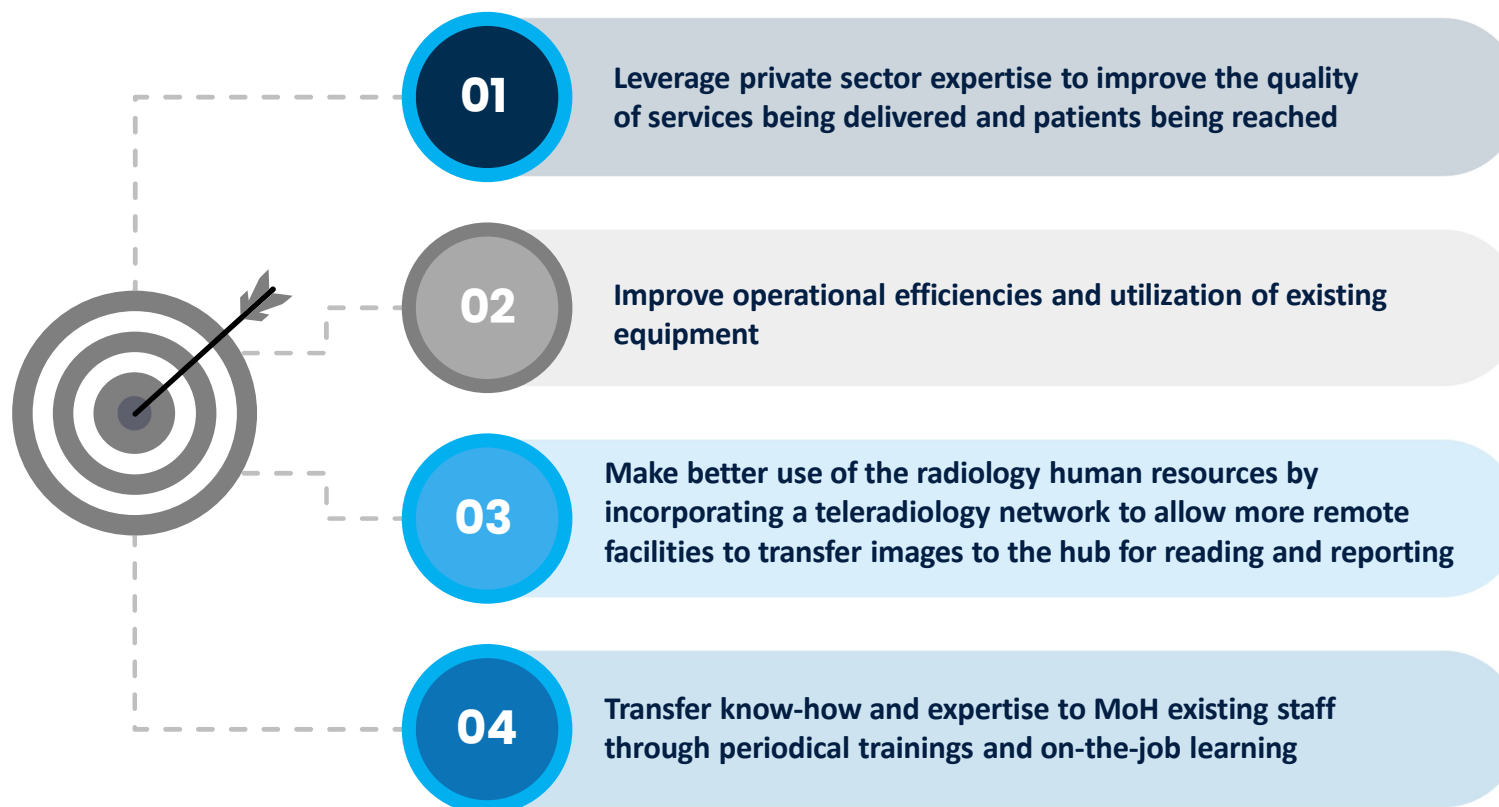 01
Leverage private sector expertise to improve the quality
of services being delivered and patients being reached
02
Improve operational efficiencies and utilization of existing
equipment
03
Make better use of the radiology human resources by
incorporating a teleradiology network to allow more remote
facilities to transfer images to the hub for reading and reporting
04
Transfer know-how and expertise to MoH existing staff
through periodical trainings and on-the-job learning